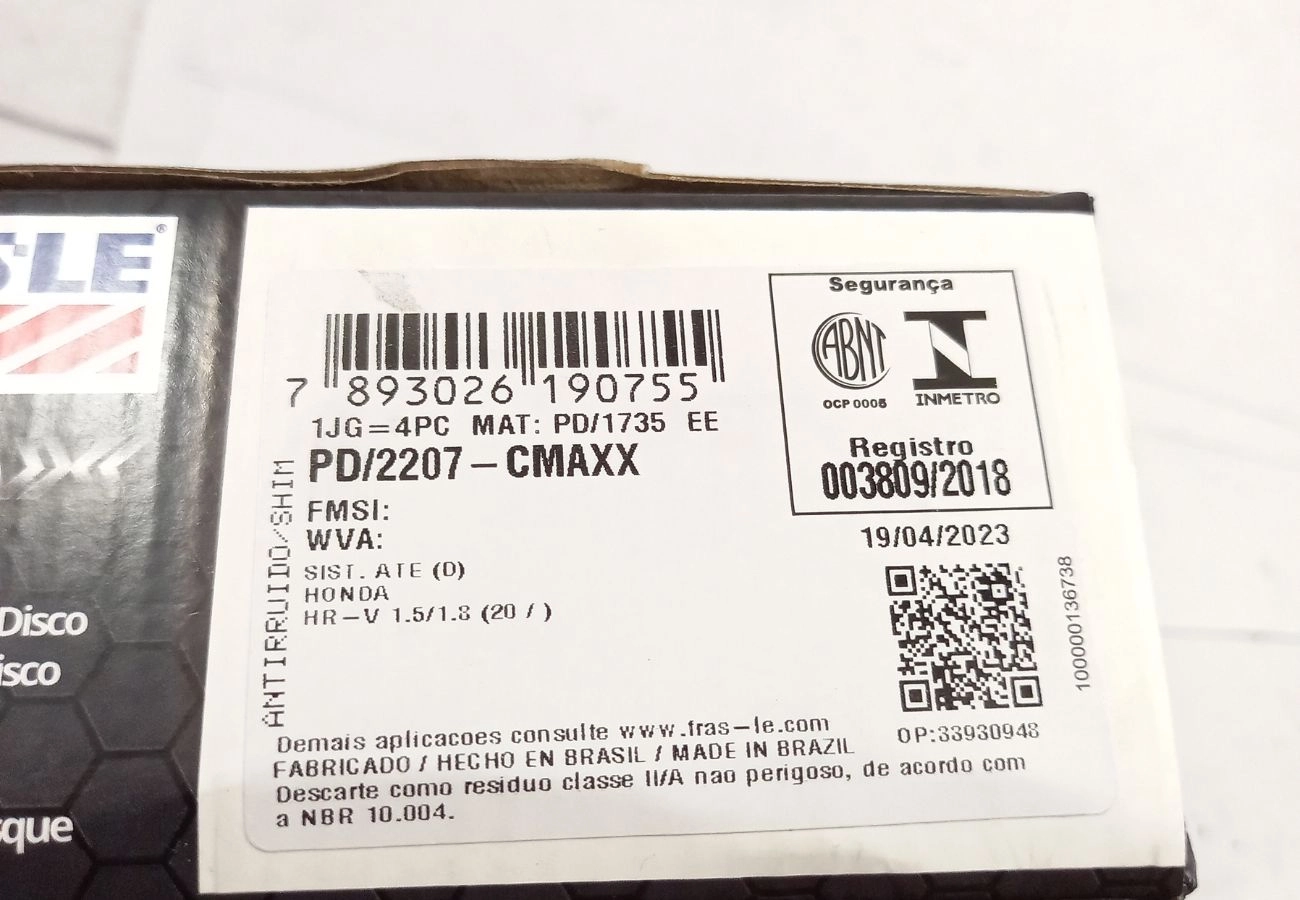 SLE®
Disco
isco
sque
Segurança
ABNT
OCP 0005
INMETRO
Registro
003809/2018
7 893026 190755
1JG=4PC MAT: PD/1735 EE
PD/2207-CMAXX
FMSI:
WVA:
SIST. ATE (D)
HONDA
HR-V 1.5/1.8 (20 / )
ANTIRRUIDO/SHIM
19/04/2023
100000136738
OP:33930948
Demais aplicacoes consulte www.fras-le.com
FABRICADO / HECHO EN BRASIL / MADE IN BRAZIL
Descarte como residuo classe II/A nao perigoso, de acordo com
a NBR 10.004.